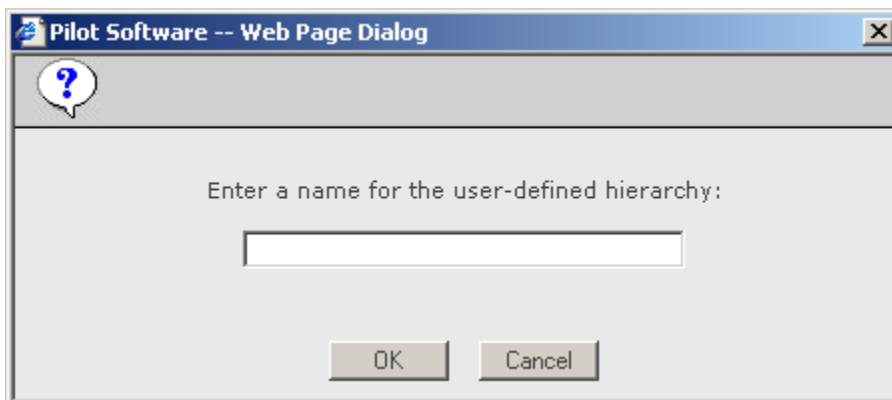 Pilot Software -- Web Page Dialog
?
Enter a name for the user-defined hierarchy:
OK Cancel